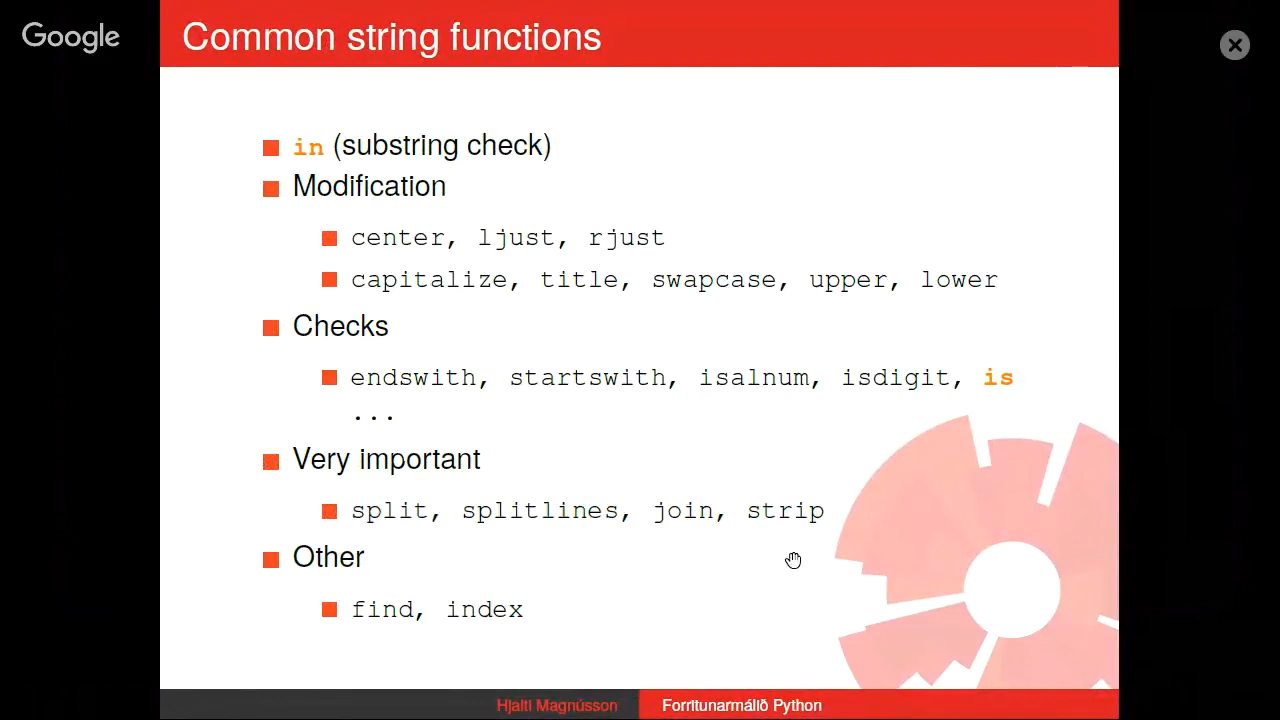 Google
Common string functions
in (substring check)
Modification
center, ljust, rjust
capitalize, title, swapcase, upper, lower
Checks
endswith, startswith, isalnum, isdigit, is
...
Very important
split, splitlines, join, strip
Other
find, index
Hjalti Magnússon
Forritunarmálið Python